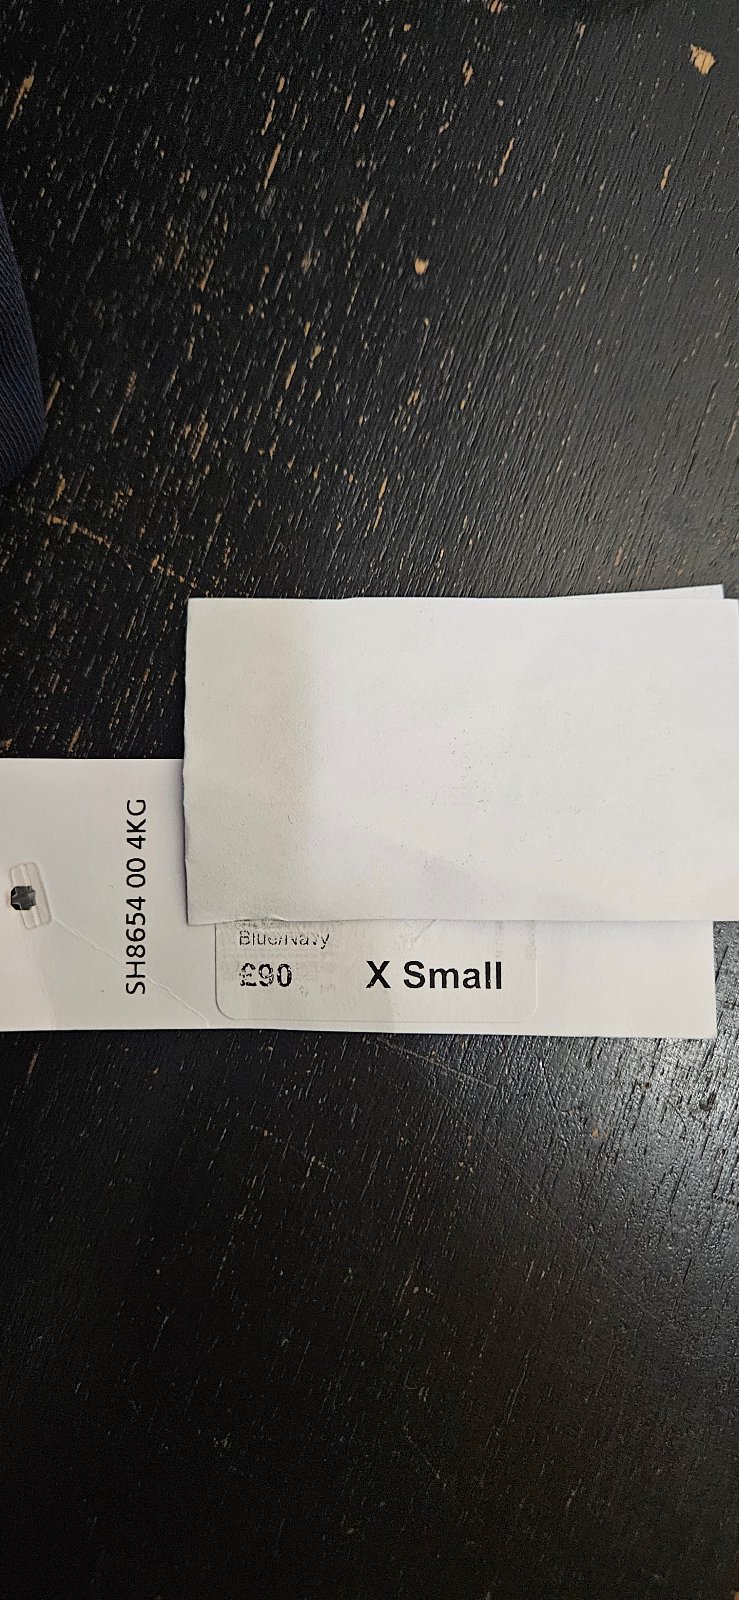 SH8654 00 4KG
Blue/Navy
£90 X Small